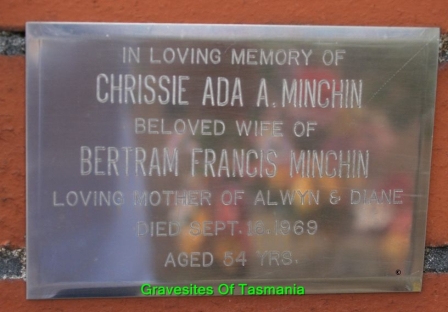 IN LOVING MEMORY OF
CHRISSIE ADA A. MINCHIN
BELOVED WIFE OF
BERTRAM FRANCIS MINCHIN
LOVING MOTHER OF ALWYN & DIANE
DIED SEPT. 16. 1969
AGED 54 YRS.
Gravesites Of Tasmania